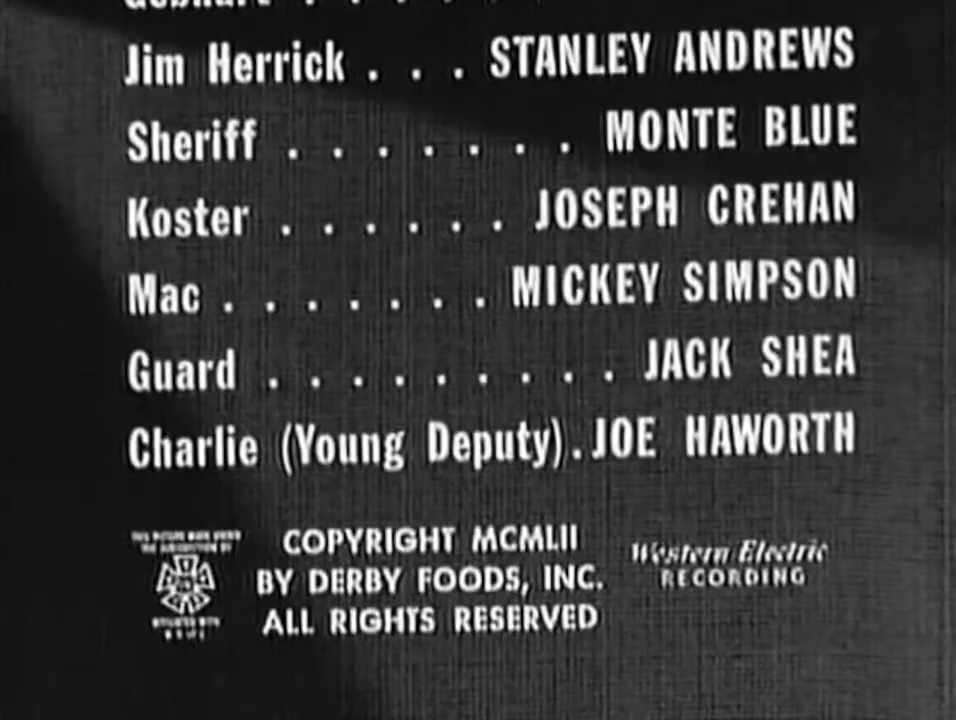 Jim Herrick . . . STANLEY ANDREWS
Sheriff . . . . . . . MONTE BLUE
Koster . . . . . . JOSEPH CREHAN
Mac . . . . . . . MICKEY SIMPSON
Guard . . . . . . . . . JACK SHEA
Charlie (Young Deputy). JOE HAWORTH
COPYRIGHT MCMLII
BY DERBY FOODS, INC.
ALL RIGHTS RESERVED
Western Electric
RECORDING